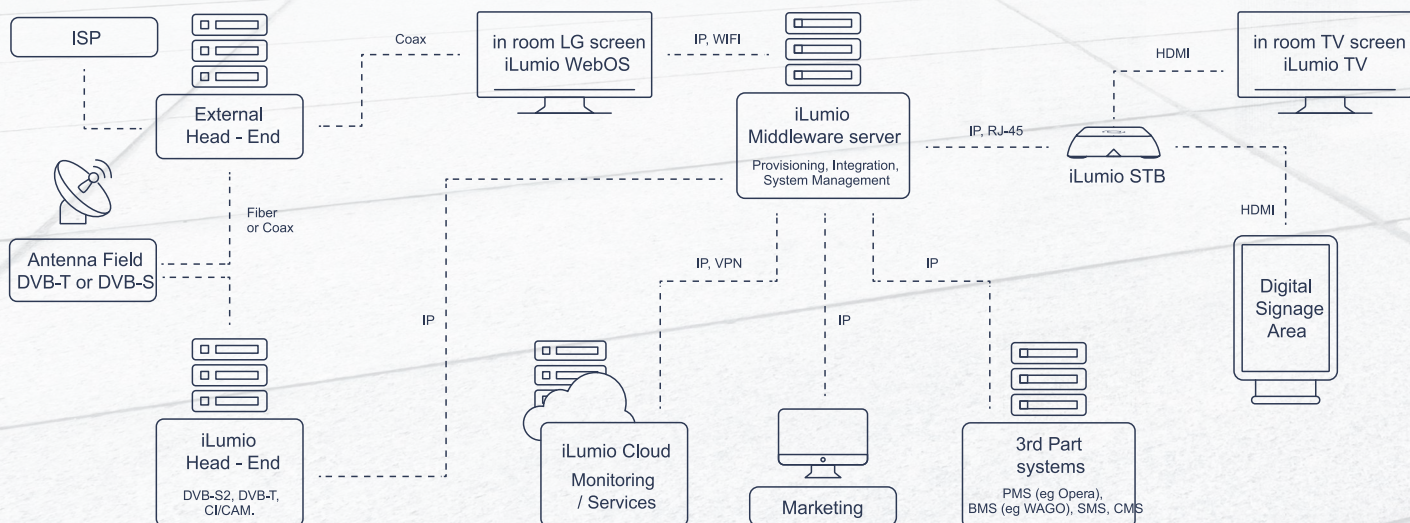 ISP
External
Head - End
Coax
in room LG screen
iLumio WebOS
IP, WIFI
iLumio
Middleware server
Provisioning, Integration,
System Management
IP, RJ-45
iLumio STB
HDMI
in room TV screen
iLumio TV
HDMI
Digital
Signage
Area
Antenna Field
DVB-T or DVB-S
Fiber
or Coax
IP
IP, VPN
IP
IP
iLumio
Head - End
DVB-S2, DVB-T,
CI/CAM.
iLumio Cloud
Monitoring
/ Services
Marketing
3rd Part
systems
PMS (eg Opera),
BMS (eg WAGO), SMS, CMS